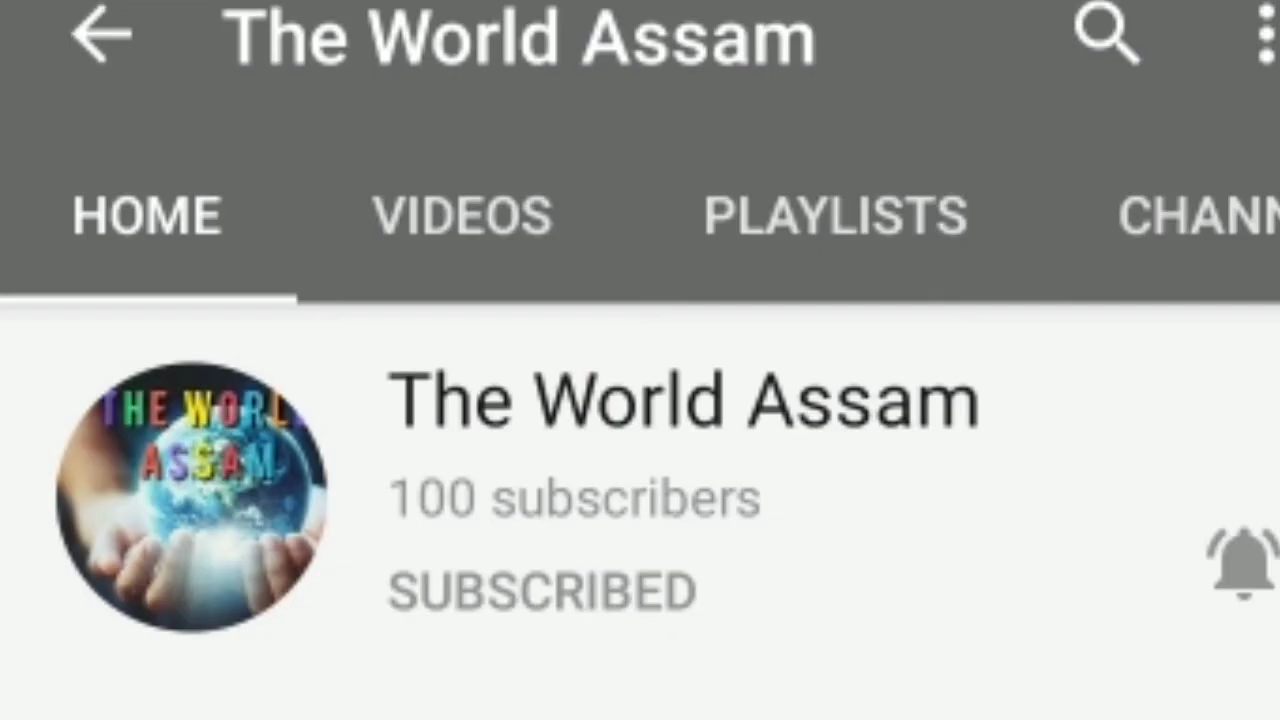 The World Assam
HOME VIDEOS PLAYLISTS CHANN
THE WORL
ASSAM
The World Assam
100 subscribers
SUBSCRIBED